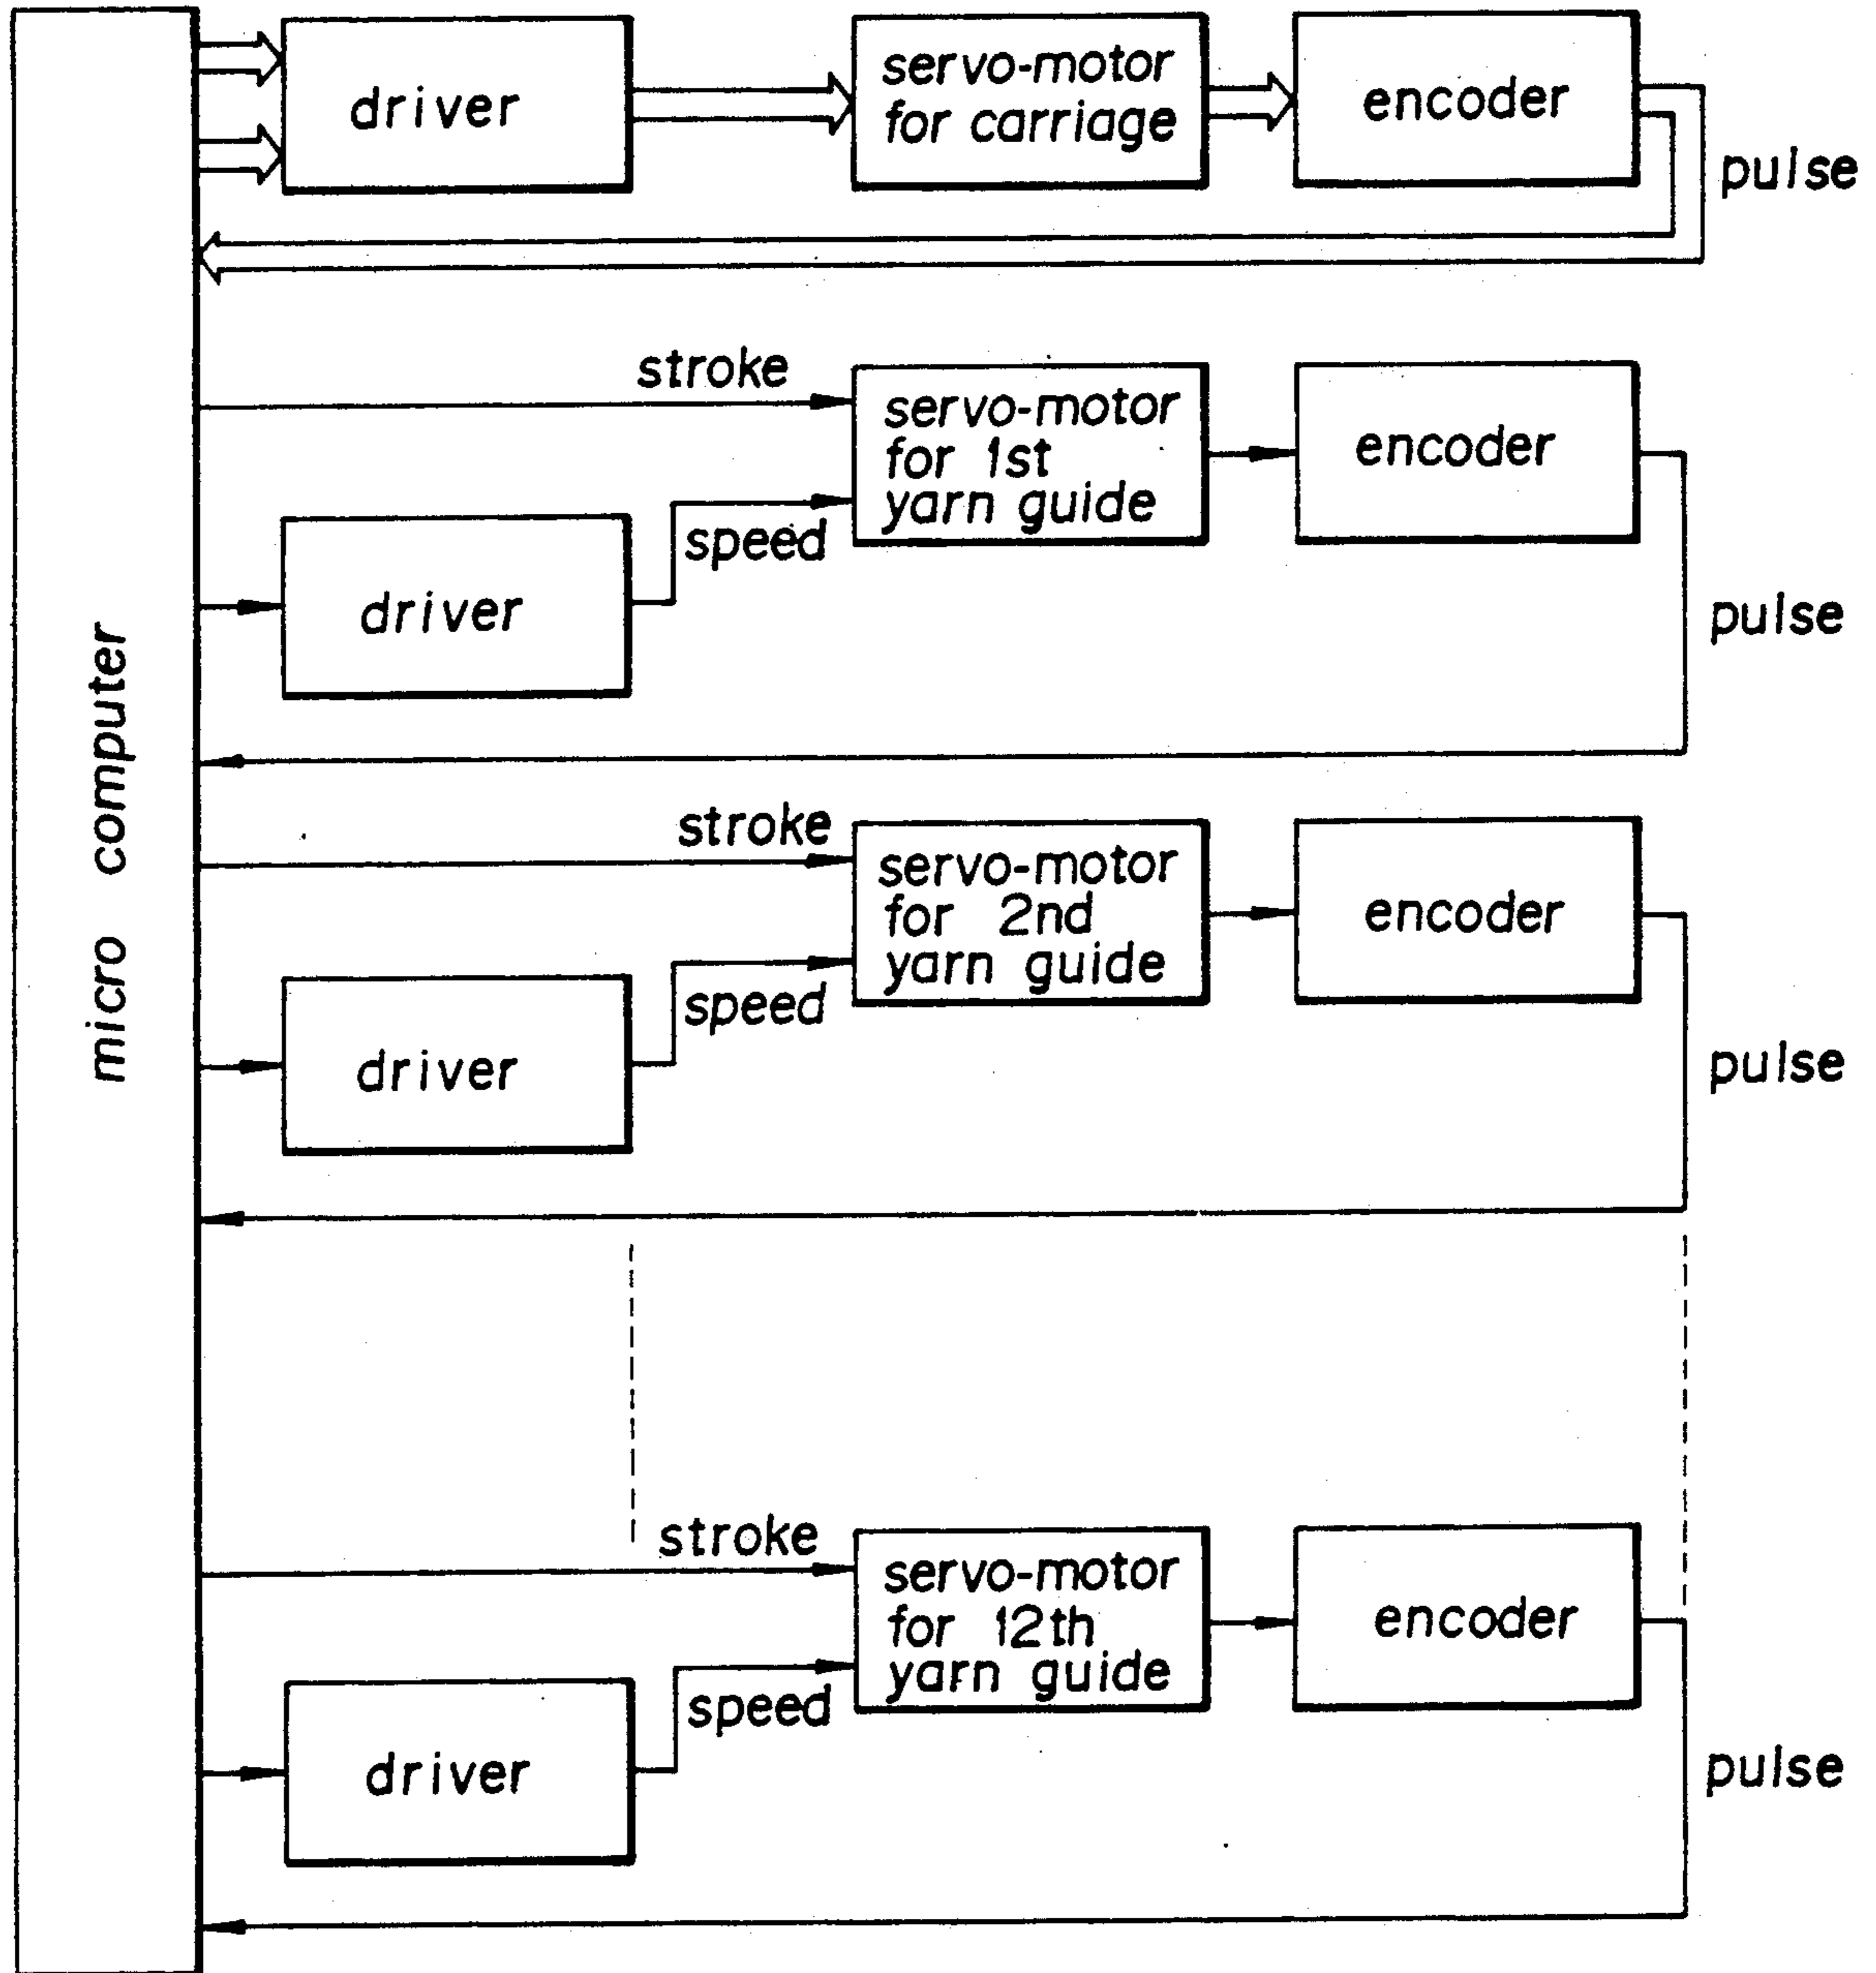 micro computer
driver
servo-motor
for carriage
encoder
pulse
stroke
servo-motor
for 1st
yarn guide
encoder
speed
driver
pulse
stroke
servo-motor
for 2nd
yarn guide
encoder
speed
driver
pulse
stroke
servo-motor
for 12th
yarn guide
encoder
speed
driver
pulse